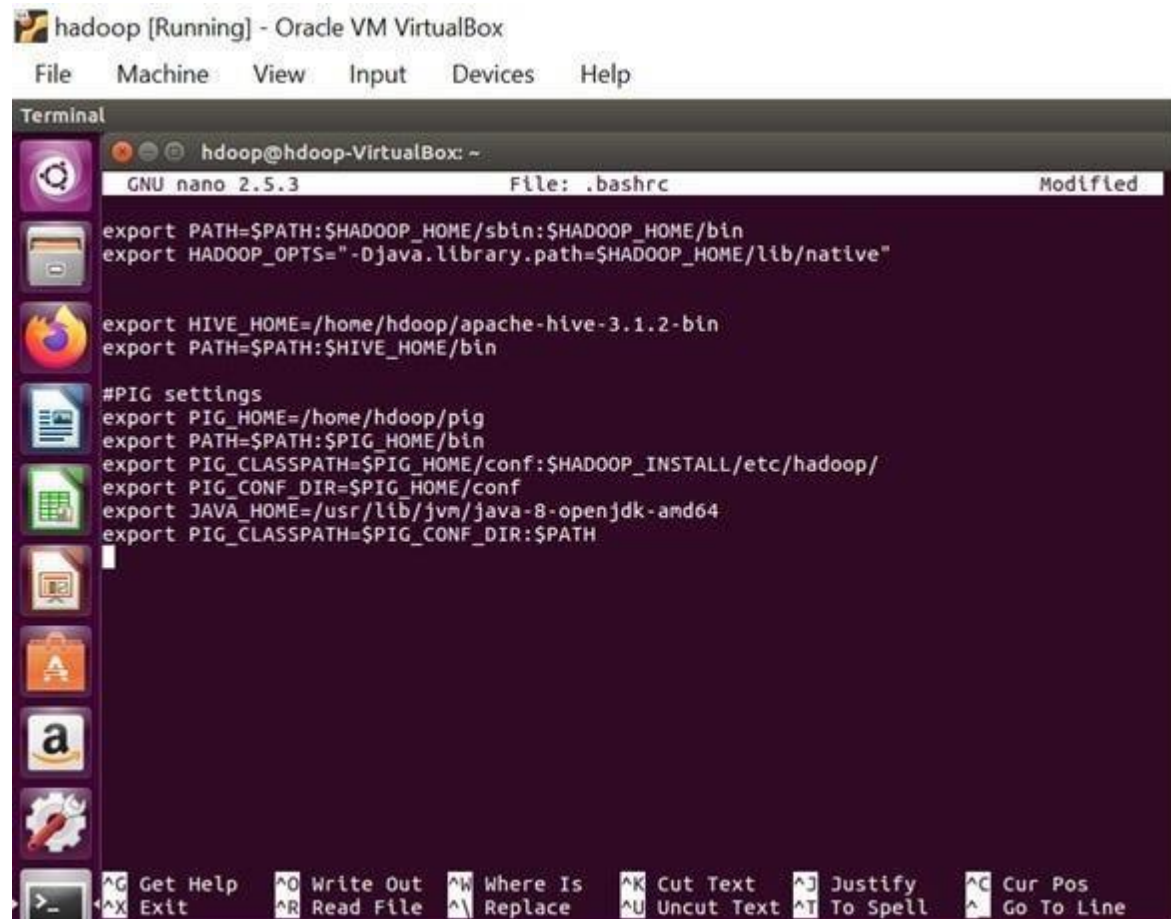 hadoop [Running] - Oracle VM VirtualBox
File Machine View Input Devices Help
Terminal
hdoop@hdoop-VirtualBox: ~
GNU nano 2.5.3 File: .bashrc Modified
export PATH=$PATH:$HADOOP_HOME/sbin:$HADOOP_HOME/bin
export HADOOP_OPTS="-Djava.library.path=$HADOOP_HOME/lib/native"
export HIVE_HOME=/home/hdoop/apache-hive-3.1.2-bin
export PATH=$PATH:$HIVE_HOME/bin
#PIG settings
export PIG_HOME=/home/hdoop/pig
export PATH=$PATH:$PIG_HOME/bin
export PIG_CLASSPATH=$PIG_HOME/conf:$HADOOP_INSTALL/etc/hadoop/
export PIG_CONF_DIR=$PIG_HOME/conf
export JAVA_HOME=/usr/lib/jvm/java-8-openjdk-amd64
export PIG_CLASSPATH=$PIG_CONF_DIR:$PATH
^G Get Help ^O Write Out ^W Where Is ^K Cut Text ^J Justify ^C Cur Pos
^X Exit ^R Read File ^\ Replace ^U Uncut Text ^T To Spell ^_ Go To Line